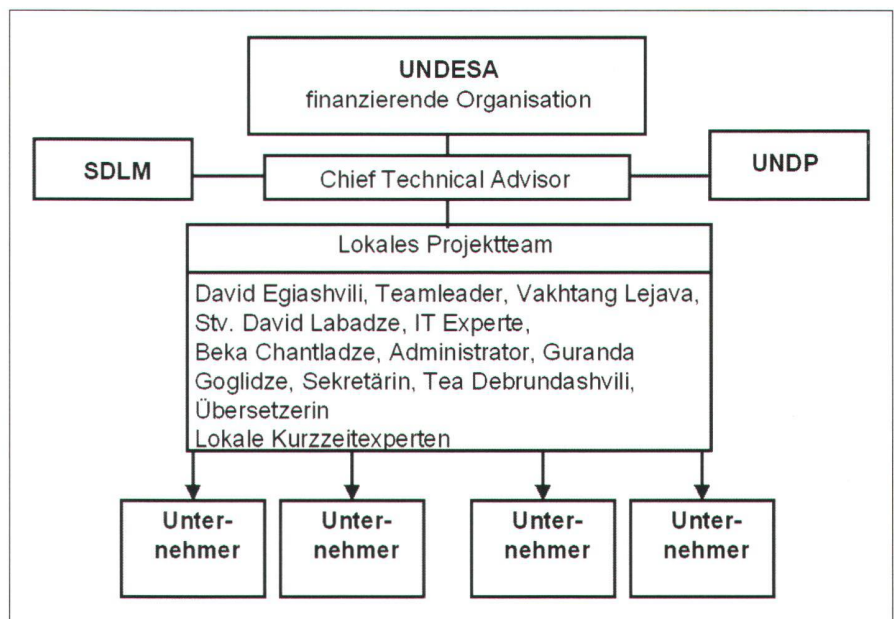 UNDESA
finanzierende Organisation
SDLM
Chief Technical Advisor
UNDP
Lokales Projektteam
David Egiashvili, Teamleader, Vakhtang Lejava,
Stv. David Labadze, IT Experte,
Beka Chantladze, Administrator, Guranda
Goglidze, Sekretärin, Tea Debrundashvili,
Übersetzerin
Lokale Kurzzeitexperten
Unter-
nehmer
Unter-
nehmer
Unter-
nehmer
Unter-
nehmer